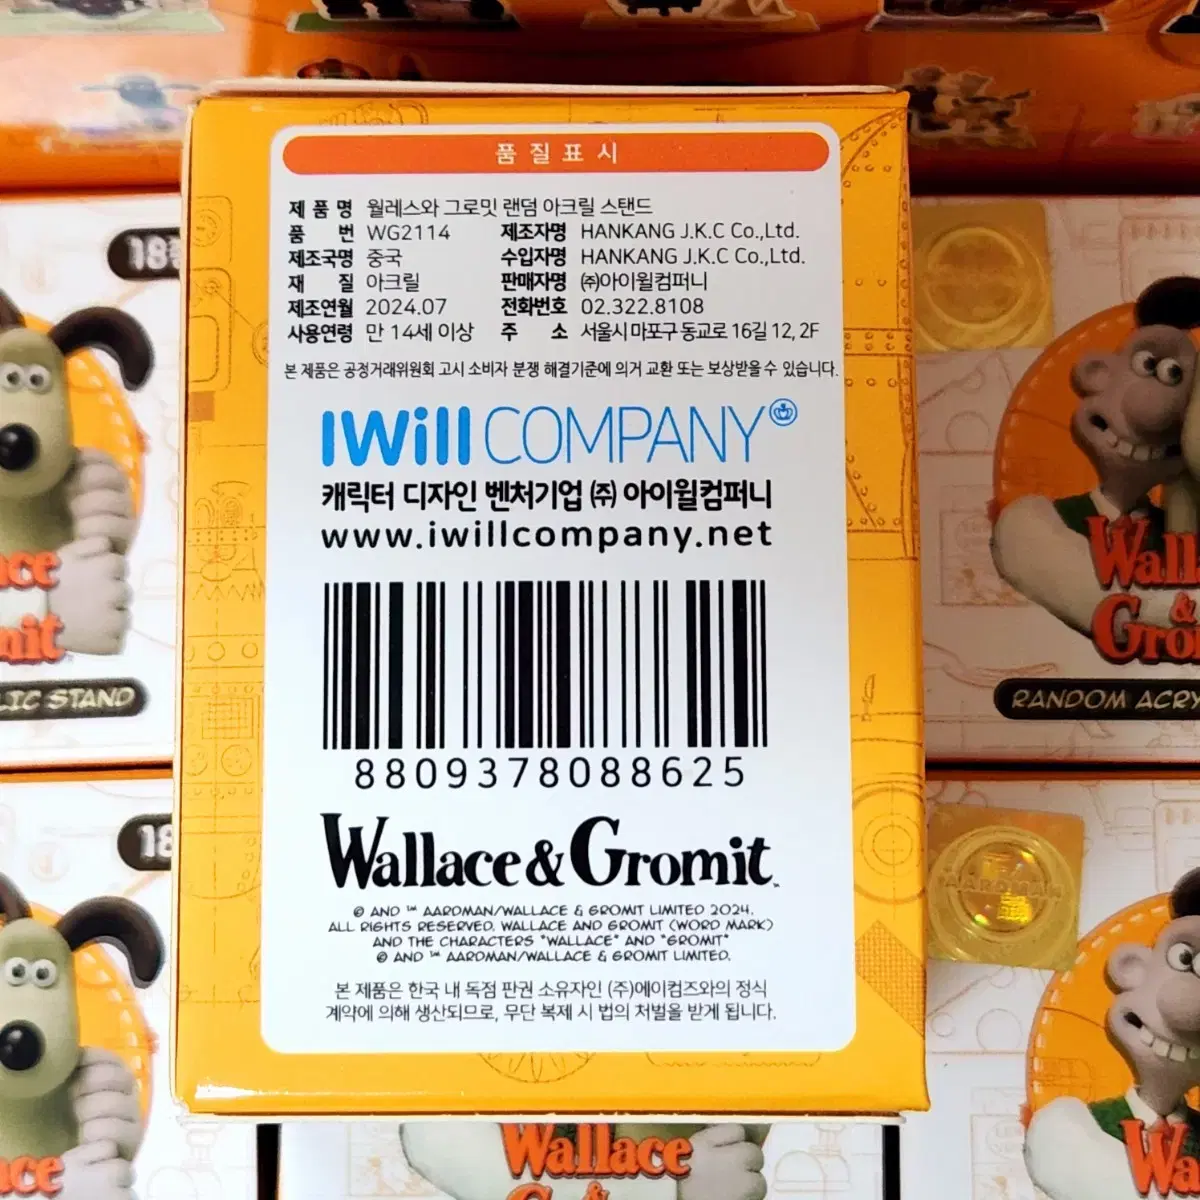 품질표시
제품명 월레스와 그로밋 랜덤 아크릴 스탠드
품번 WG2114 제조자명 HANKANG J.K.C Co.,Ltd.
제조국명 중국 수입자명 HANKANG J.K.C Co.,Ltd.
재질 아크릴 판매자명 ㈜아이윌컴퍼니
제조연월 2024.07 전화번호 02.322.8108
사용연령 만 14세 이상 주소 서울시 마포구 동교로 16길 12, 2F
본 제품은 공정거래위원회 고시 소비자 분쟁 해결기준에 의거 교환 또는 보상받을 수 있습니다.
IWill COMPANY
캐릭터 디자인 벤처기업 ㈜ 아이윌컴퍼니
www.iwillcompany.net
8809378088625
Wallace & Gromit™
© AND ™ AARDMAN/WALLACE & GROMIT LIMITED 2024.
ALL RIGHTS RESERVED. WALLACE AND GROMIT (WORD MARK)
AND THE CHARACTERS "WALLACE" AND "GROMIT"
© AND ™ AARDMAN/WALLACE & GROMIT LIMITED.
본 제품은 한국 내 독점 판권 소유자인 (주)에이컴즈와의 정식
계약에 의해 생산되므로, 무단 복제 시 법의 처벌을 받게 됩니다.
18
STAND
18
RANDOM
&
AARDMAN
Wallace
&